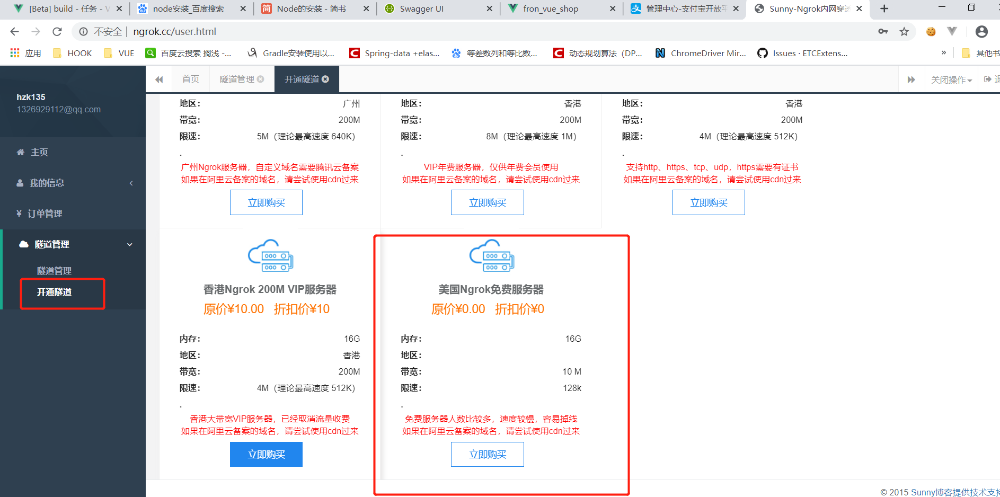 [Beta] build - 任务 - V
node安装_百度搜索
Node的安装 - 简书
Swagger UI
fron_vue_shop
管理中心-支付宝开放平
Sunny-Ngrok内网穿透
不安全 | ngrok.cc/user.html
应用
HOOK
VUE
百度云搜索 搁浅 -...
Gradle安装使用以...
Spring-data +elas...
等差数列和等比数...
动态规划算法（DP...
ChromeDriver Mir...
Issues · ETCExtens...
»
其他书
hzk135
1326929112@qq.com
主页
我的信息
¥ 订单管理
隧道管理
隧道管理
开通隧道
首页
隧道管理
开通隧道
关闭操作
退
地区： 广州
带宽： 200M
限速： 5M（理论最高速度 640K）
.
广州Ngrok服务器，自定义域名需要腾讯云备案
如果在阿里云备案的域名，请尝试使用cdn过来
立即购买
地区： 香港
带宽： 200M
限速： 8M（理论最高速度 1M）
.
VIP年费服务器，仅供年费会员使用
如果在阿里云备案的域名，请尝试使用cdn过来
立即购买
地区： 香港
带宽： 200M
限速： 4M（理论最高速度 512K）
.
支持http、https、tcp、udp，https需要有证书
如果在阿里云备案的域名，请尝试使用cdn过来
立即购买
香港Ngrok 200M VIP服务器
原价¥10.00 折扣价¥10
内存： 16G
地区： 香港
带宽： 200M
限速： 4M（理论最高速度 512K）
.
香港大带宽VIP服务器，已经取消流量收费
如果在阿里云备案的域名，请尝试使用cdn过来
立即购买
美国Ngrok免费服务器
原价¥0.00 折扣价¥0
内存： 16G
地区：
带宽： 10 M
限速： 128k
.
免费服务器人数比较多，速度较慢，容易掉线
如果在阿里云备案的域名，请尝试使用cdn过来
立即购买
© 2015 Sunny博客提供技术支持